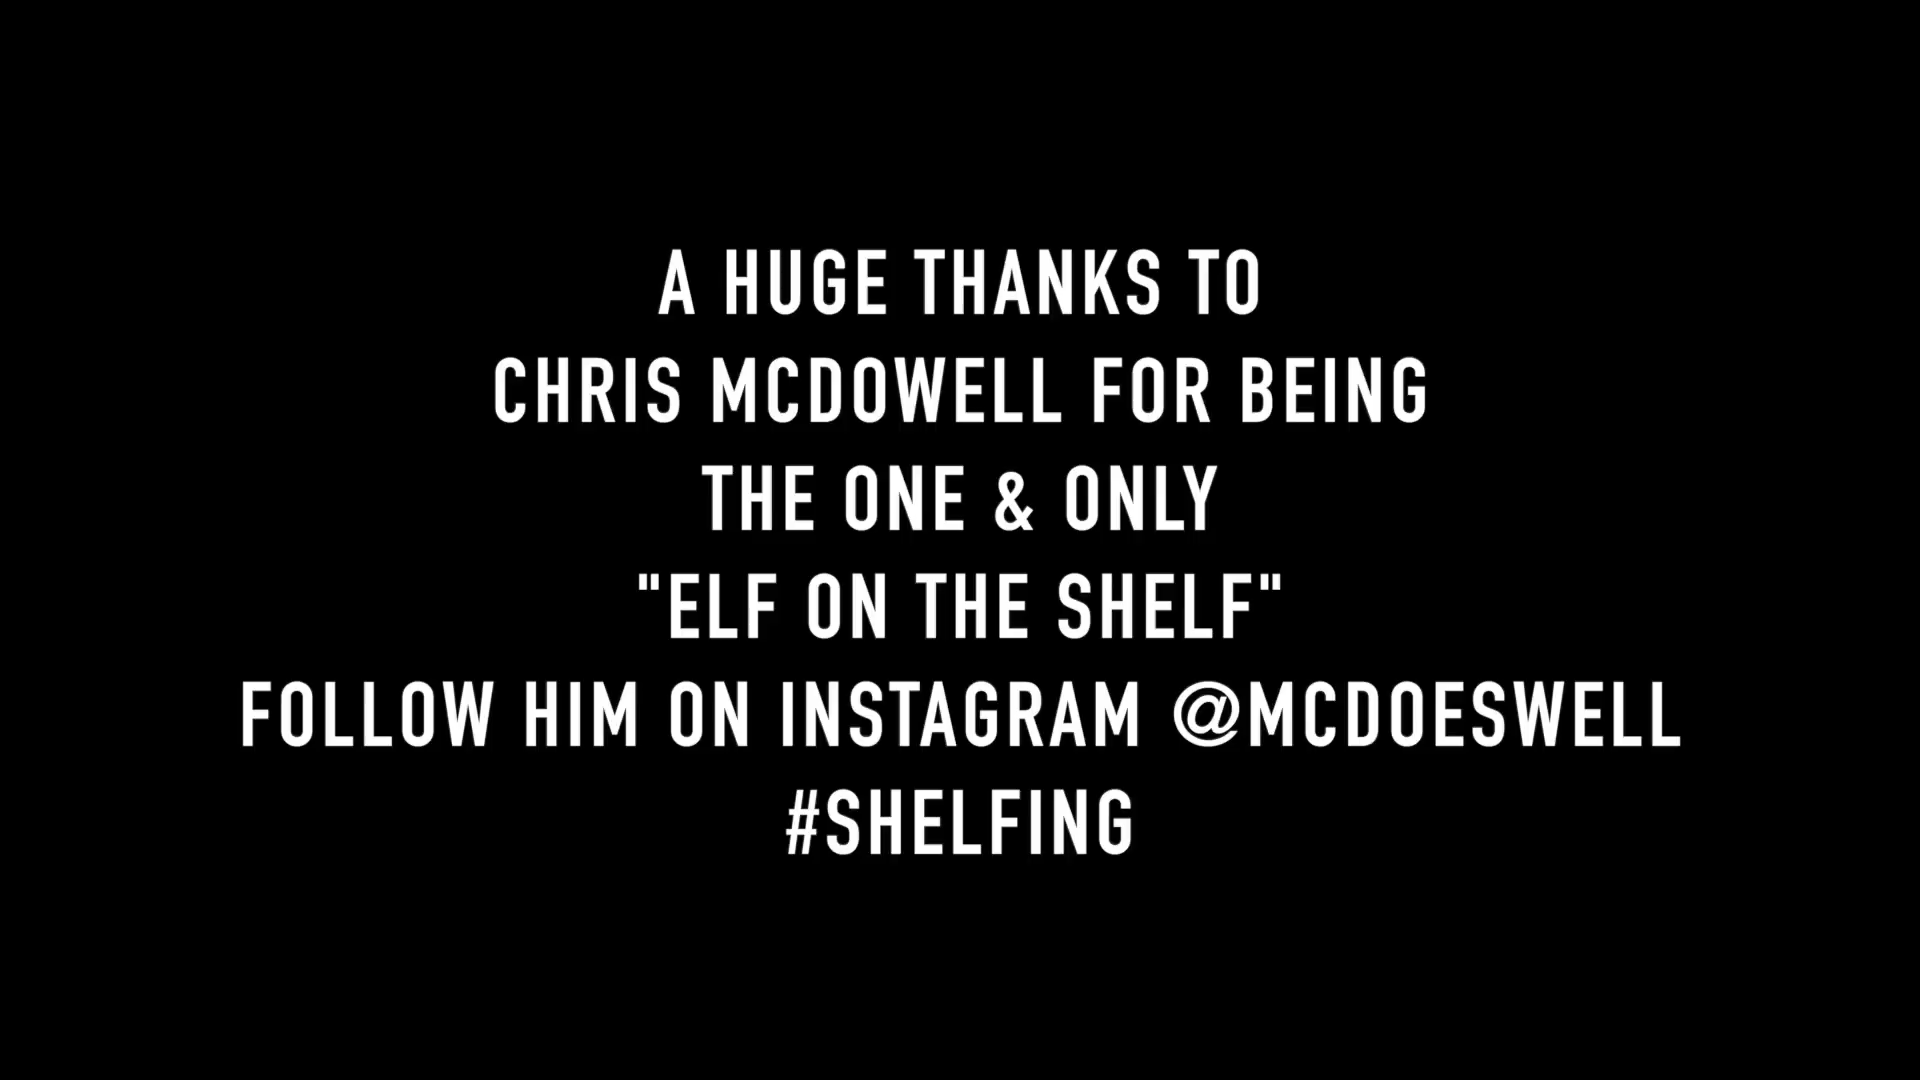 A HUGE THANKS TO
CHRIS MCDOWELL FOR BEING
THE ONE & ONLY
"ELF ON THE SHELF"
FOLLOW HIM ON INSTAGRAM @MCDOESWELL
#SHELFING